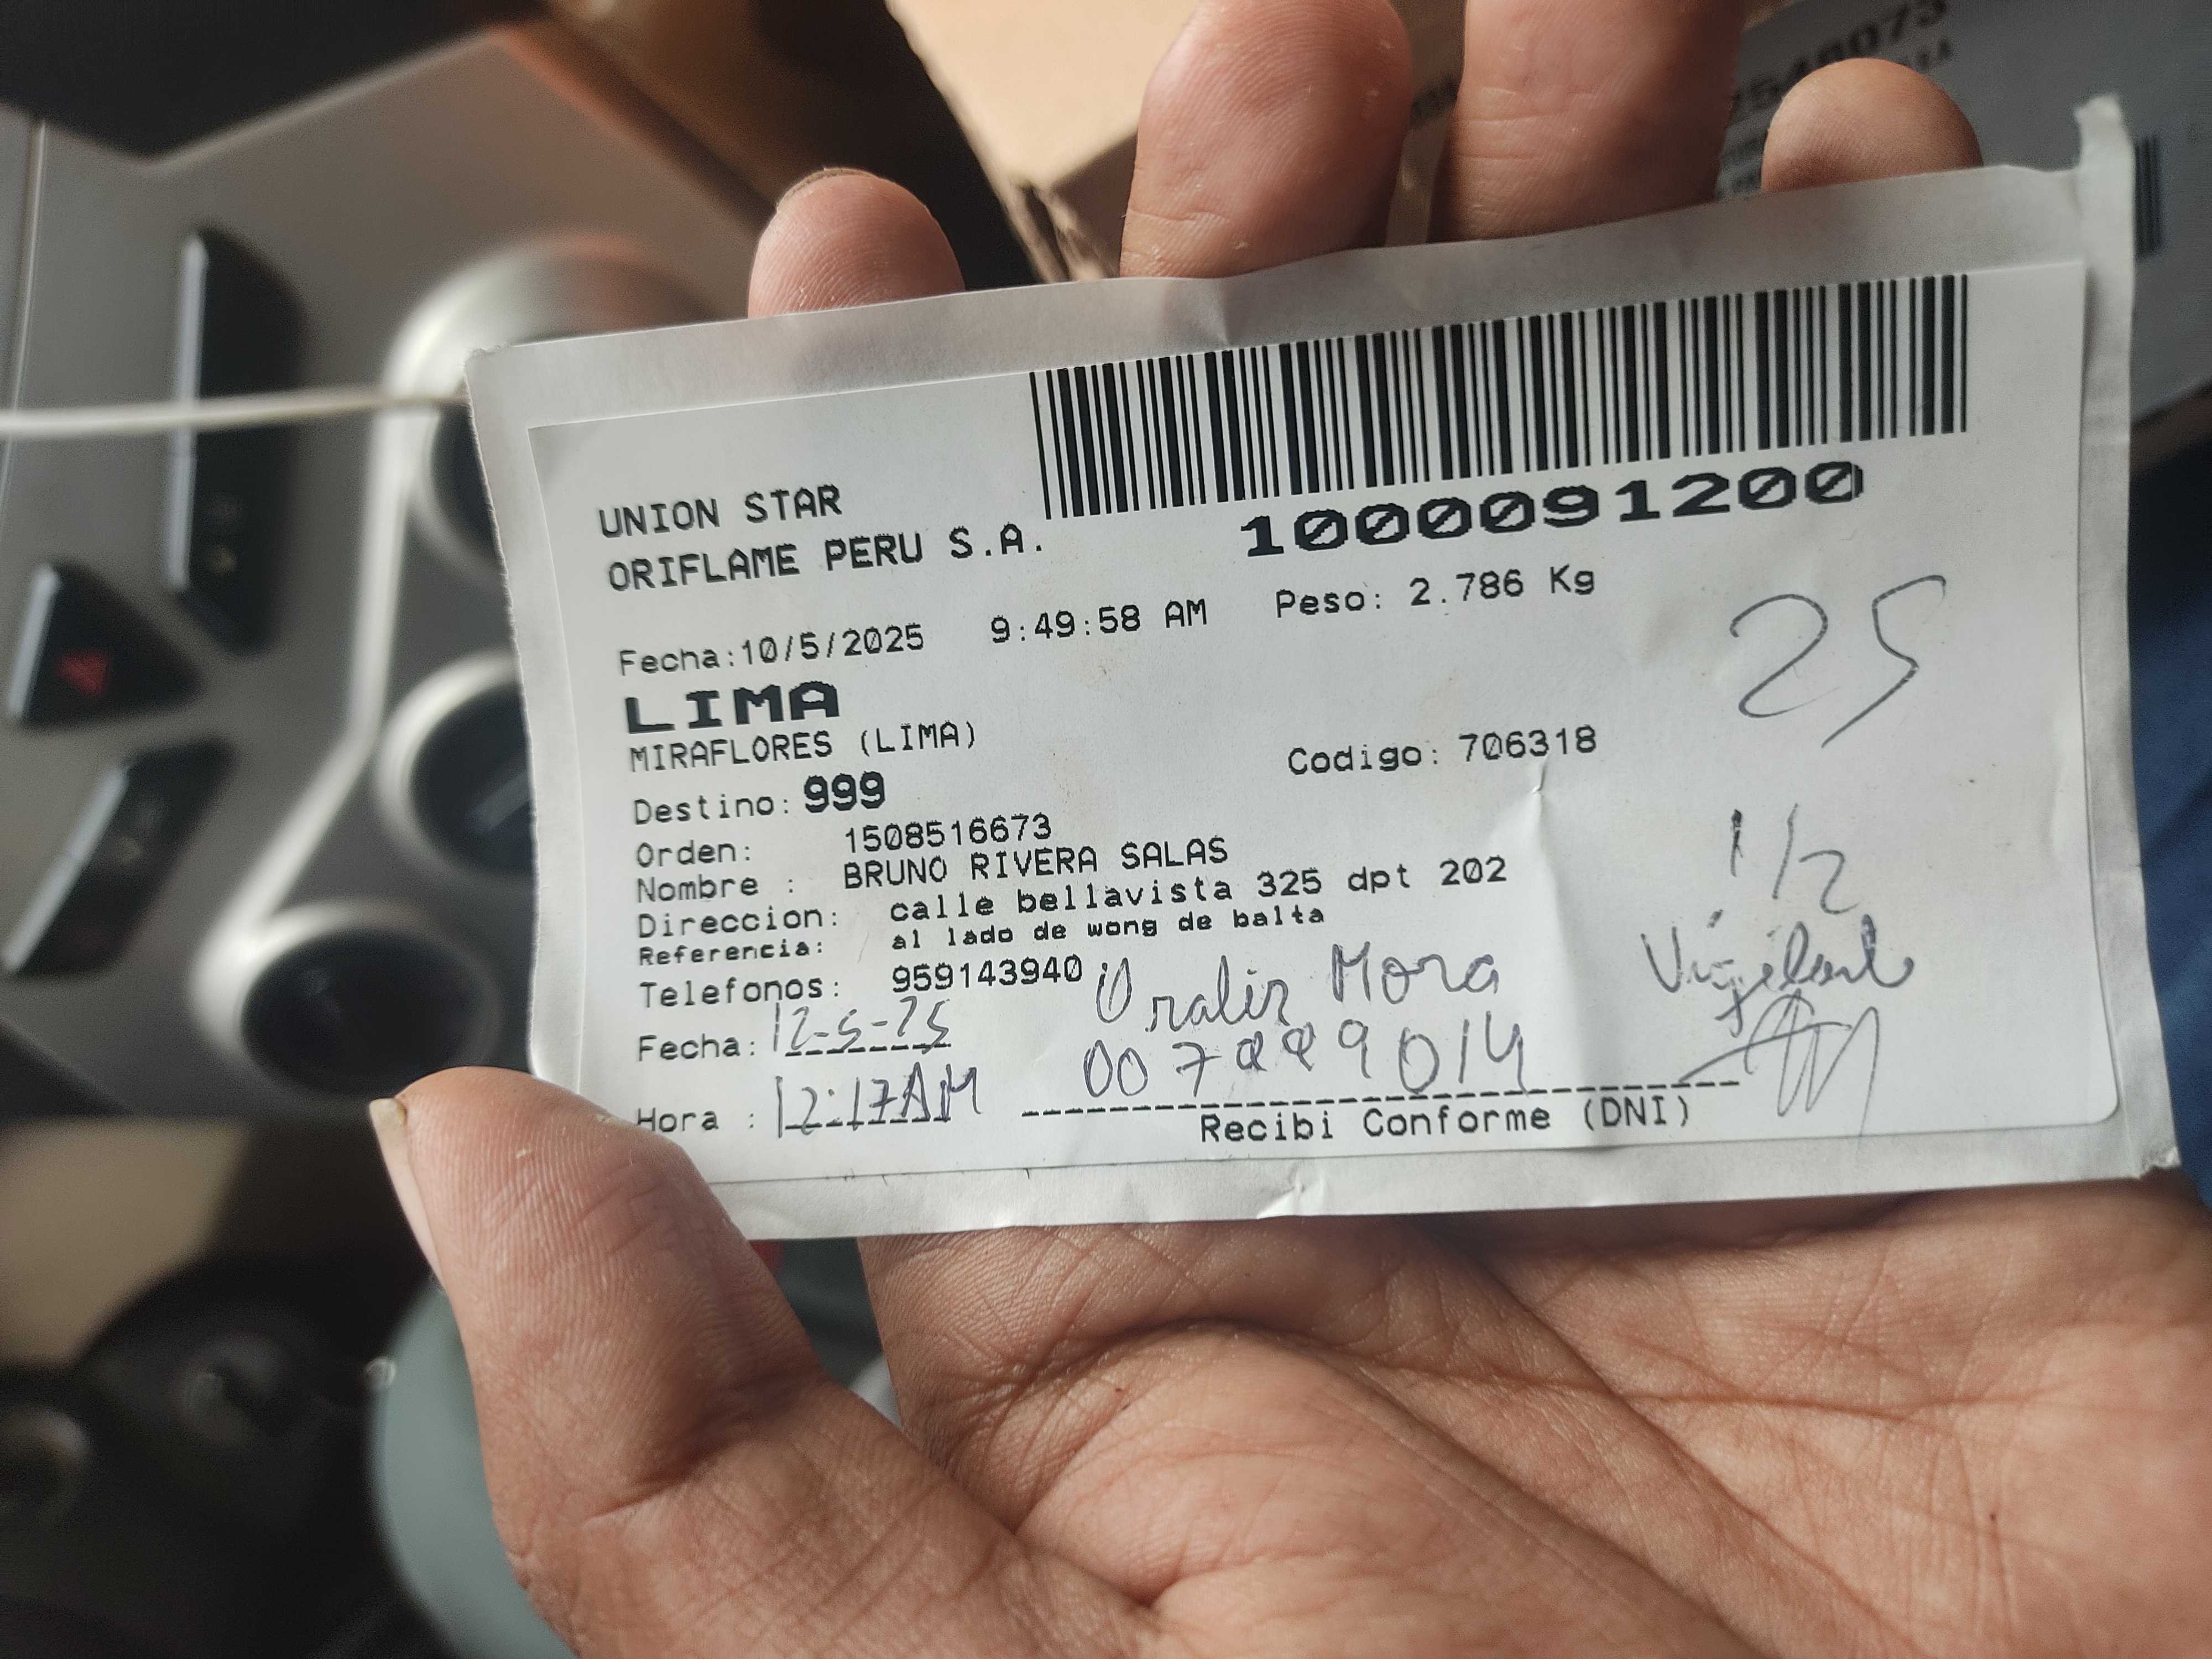 UNION STAR
ORIFLAME PERU S.A.
1000091200
Fecha:10/5/2025 9:49:58 AM Peso: 2.786 Kg
25
LIMA
MIRAFLORES (LIMA)
Codigo: 706318
Destino: 999
Orden: 1508516673
Nombre : BRUNO RIVERA SALAS
1/2
Direccion: calle bellavista 325 dpt 202
Referencia: al lado de wong de balta
Telefonos: 959143940
Mora
Vigilante
Fecha: 12-5-25
Hora : 12:17AM
Recibi Conforme (DNI)